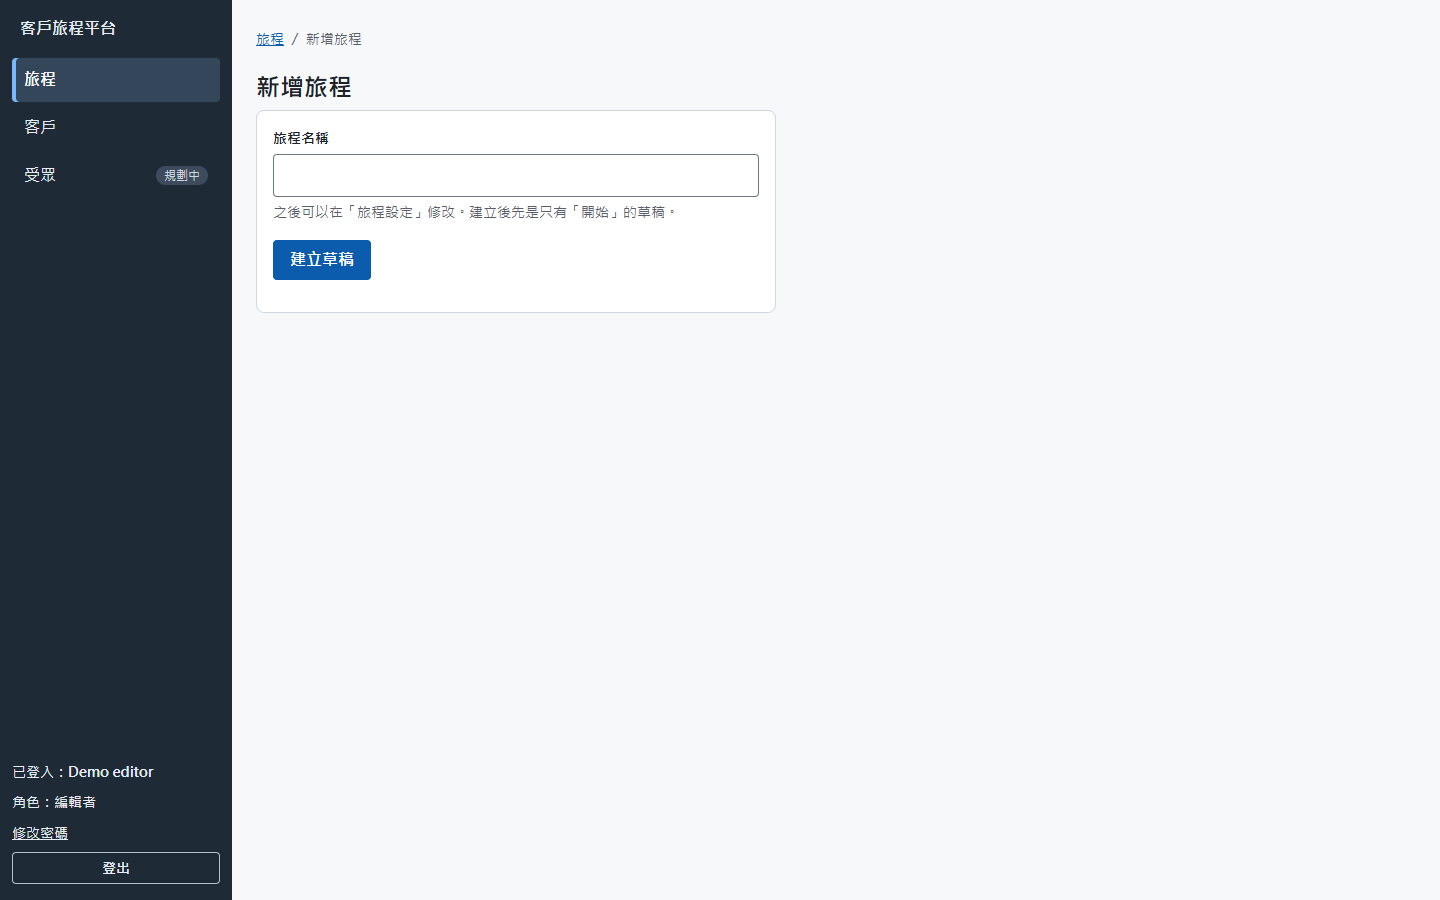 客戶旅程平台
旅程
客戶
受眾 規劃中
已登入：Demo editor
角色：編輯者
修改密碼
登出
旅程 / 新增旅程
新增旅程
旅程名稱
之後可以在「旅程設定」修改。建立後先是只有「開始」的草稿。
建立草稿